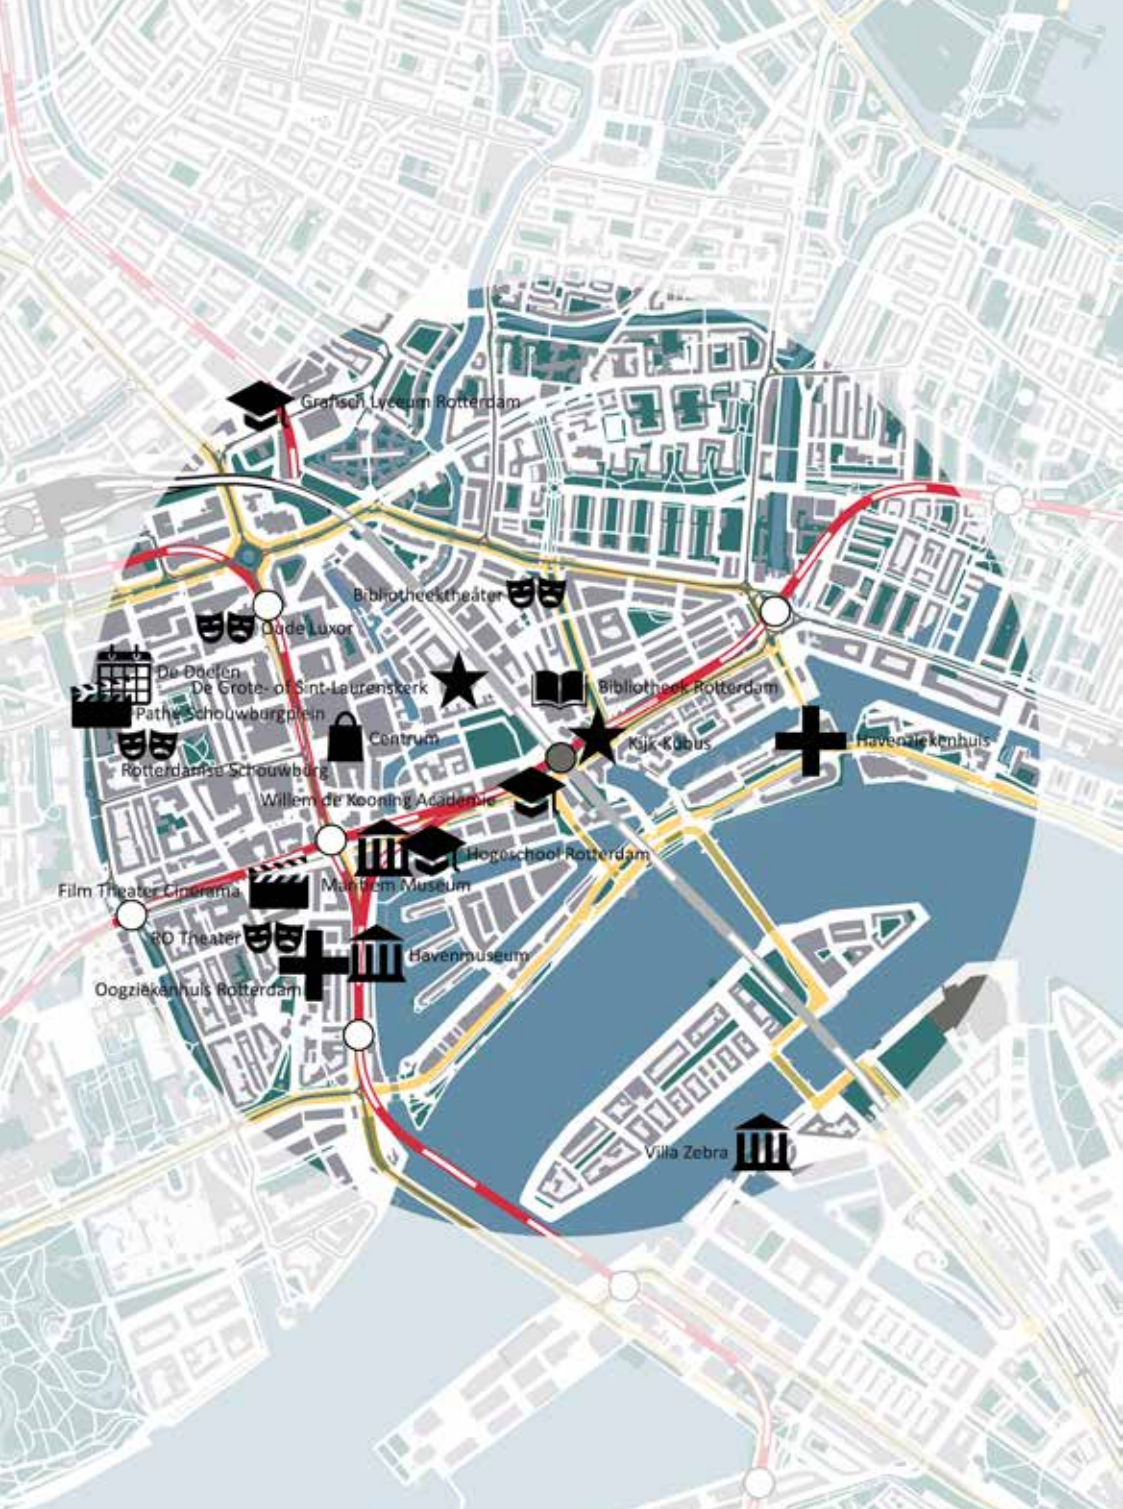 Grafisch Lyceum Rotterdam
Bibliotheektheater
Oude Luxor
De Doelen
De Grote- of Sint-Laurenskerk
Bibliotheek Rotterdam
Pathe Schouwburgplein
Centrum
Kijk-Kubus
Havenziekenhuis
Rotterdamse Schouwburg
Willem de Kooning Academie
Hogeschool Rotterdam
Maritiem Museum
Film Theater Cinerama
RO Theater
Havenmuseum
Oogziekenhuis Rotterdam
Villa Zebra